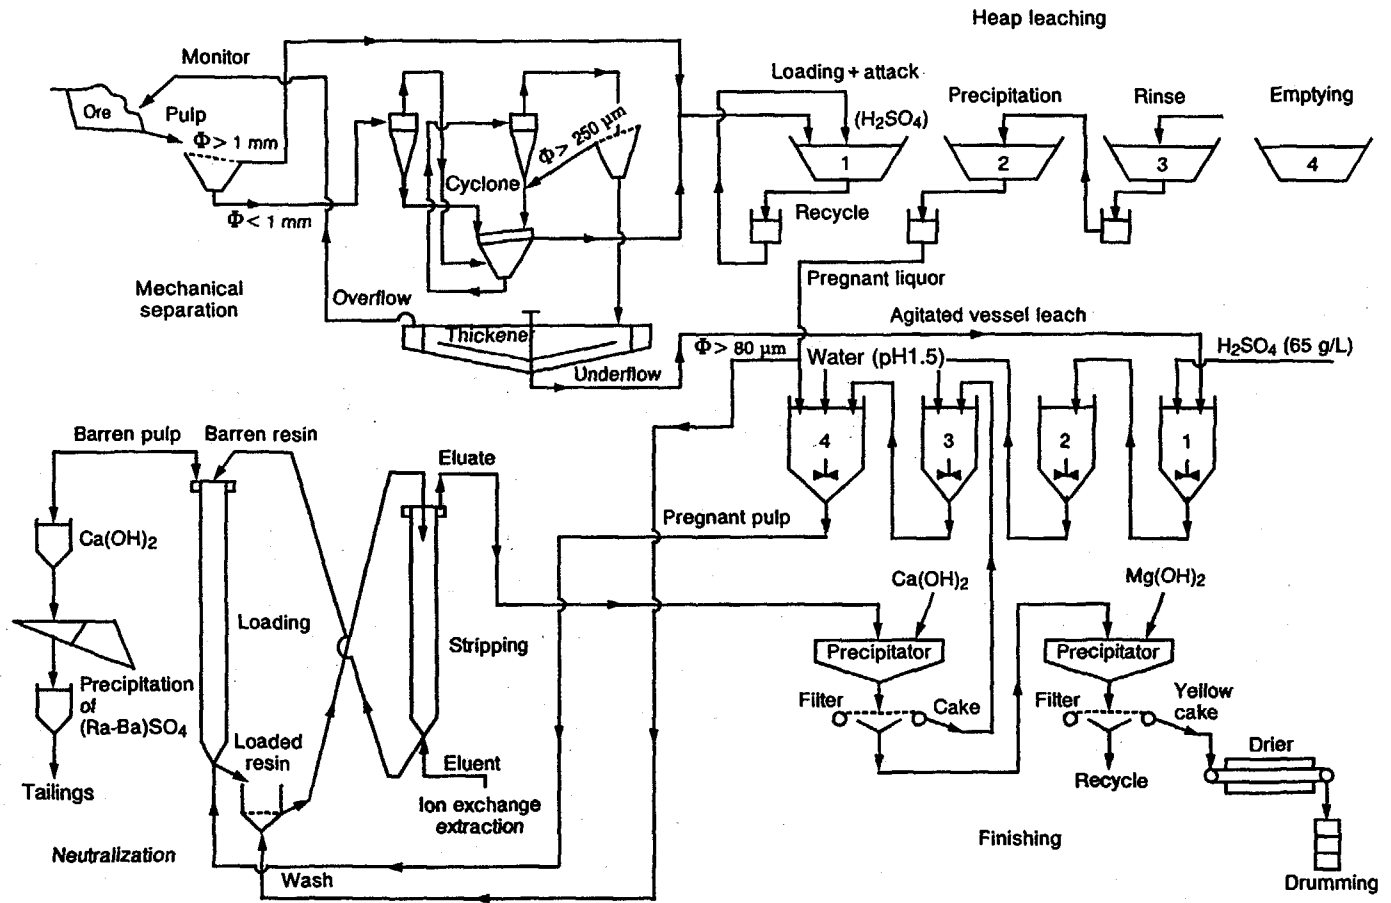 Heap leaching
Monitor
Loading + attack
Ore
Pulp
Precipitation
Rinse
Emptying
(H2SO4)
Φ> 1 mm
Φ> 250 μm
1
2
3
4
Cyclone
Recycle
Φ< 1 mm
Pregnant liquor
Mechanical
separation
Overflow
Agitated vessel leach
Thickener
Φ> 80 μm
Water (pH1.5)
H2SO4 (65 g/L)
Underflow
Barren pulp
Barren resin
Eluate
4
3
2
1
Pregnant pulp
Ca(OH)2
Ca(OH)2
Mg(OH)2
Loading
Stripping
Precipitator
Precipitator
Precipitation
of
(Ra-Ba)SO4
Filter
Cake
Filter
Yellow
cake
Loaded
resin
Drier
Eluent
Recycle
Tailings
Ion exchange
extraction
Finishing
Neutralization
Wash
Drumming